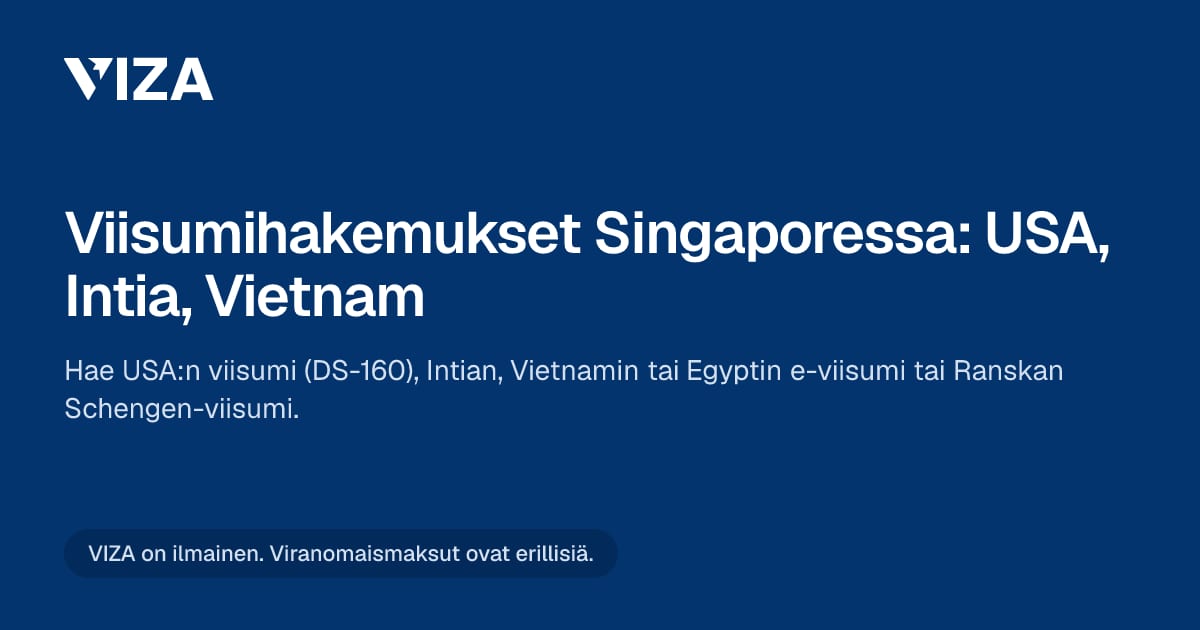 VIZA
Viisumihakemukset Singaporessa: USA,
Intia, Vietnam
Hae USA:n viisumi (DS-160), Intian, Vietnamin tai Egyptin e-viisumi tai Ranskan
Schengen-viisumi.
VIZA on ilmainen. Viranomaismaksut ovat erillisiä.